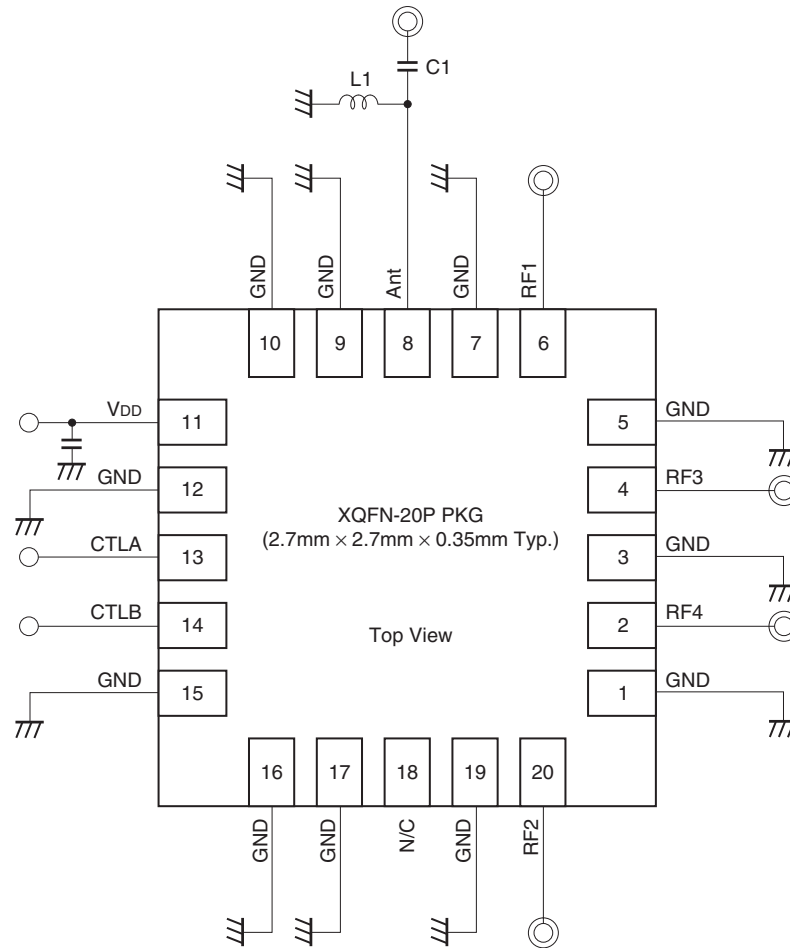 C1
L1
GND
GND
Ant
GND
RF1
10
9
8
7
6
VDD
11
5
GND
GND
12
4
RF3
XQFN-20P PKG
(2.7mm × 2.7mm × 0.35mm Typ.)
CTLA
13
3
GND
CTLB
14
Top View
2
RF4
GND
15
1
GND
16
17
18
19
20
GND
GND
N/C
GND
RF2